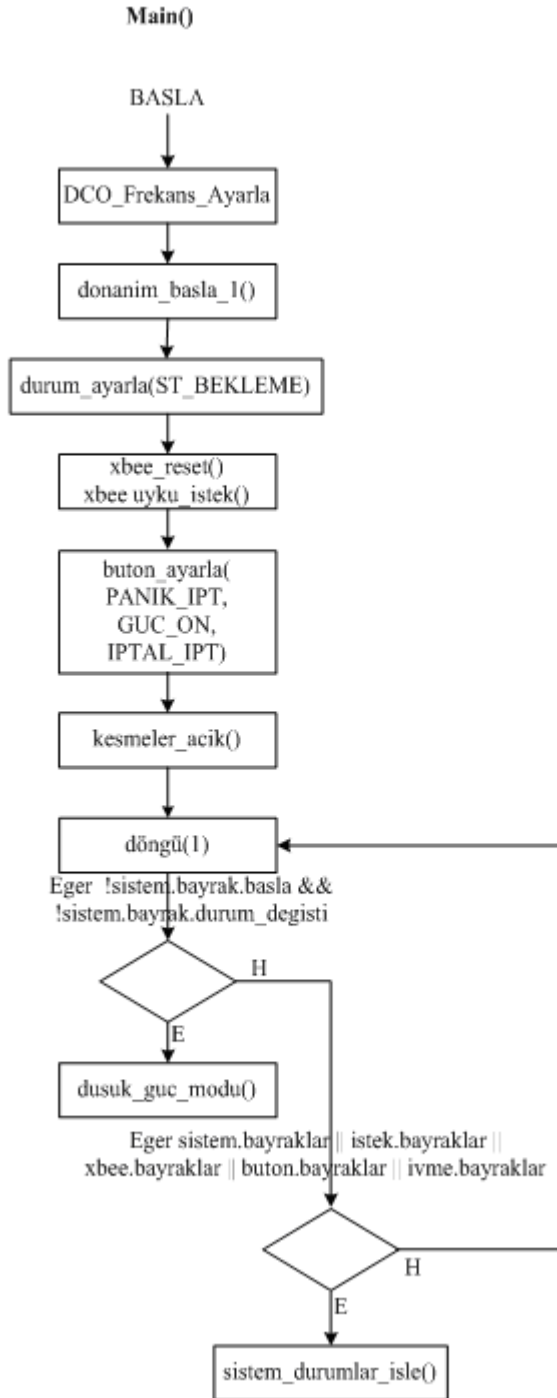 Main()
BASLA
DCO_Frekans_Ayarla
donanim_basla_1()
durum_ayarla(ST_BEKLEME)
xbee_reset()
xbee uyku_istek()
buton_ayarla(
PANIK_IPT,
GUC_ON,
IPTAL_IPT)
kesmeler_acik()
döngü(1)
Eger !sistem.bayrak.basla &&
!sistem.bayrak.durum_degisti
H
E
dusuk_guc_modu()
Eger sistem.bayraklar || istek.bayraklar ||
xbee.bayraklar || buton.bayraklar || ivme.bayraklar
H
E
sistem_durumlar_isle()